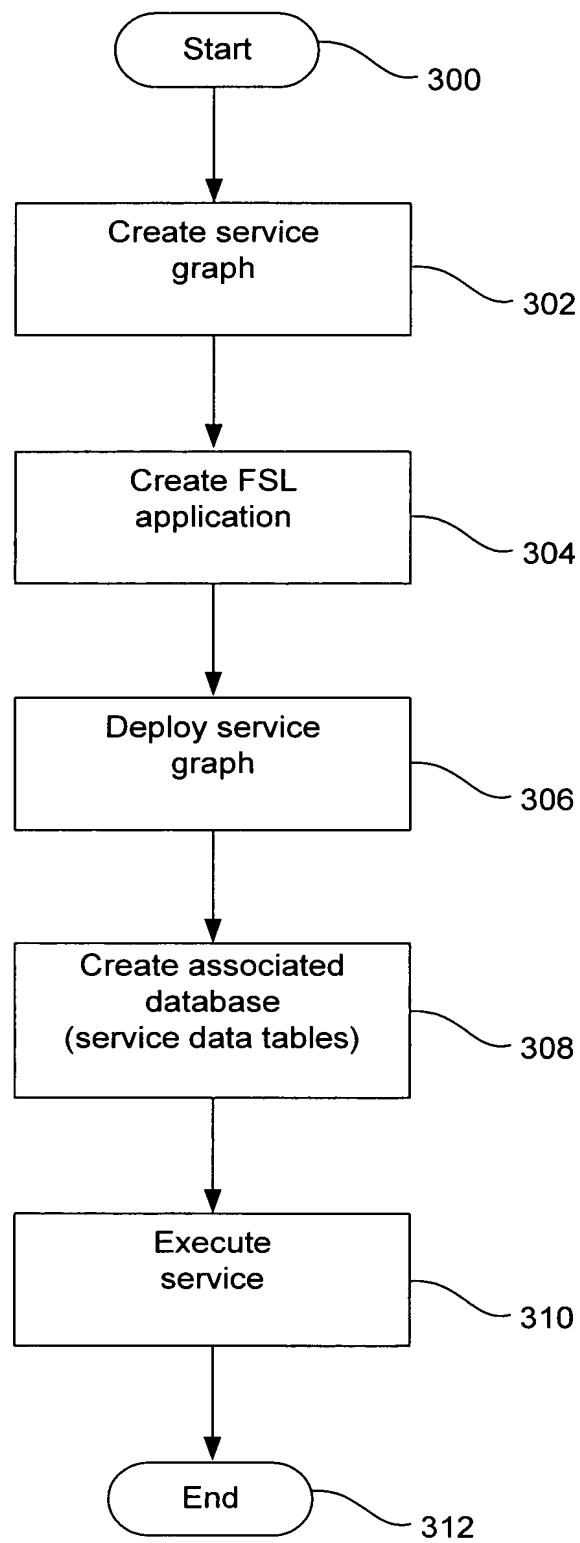 Start
300
Create service
graph
302
Create FSL
application
304
Deploy service
graph
306
Create associated
database
(service data tables)
308
Execute
service
310
End
312